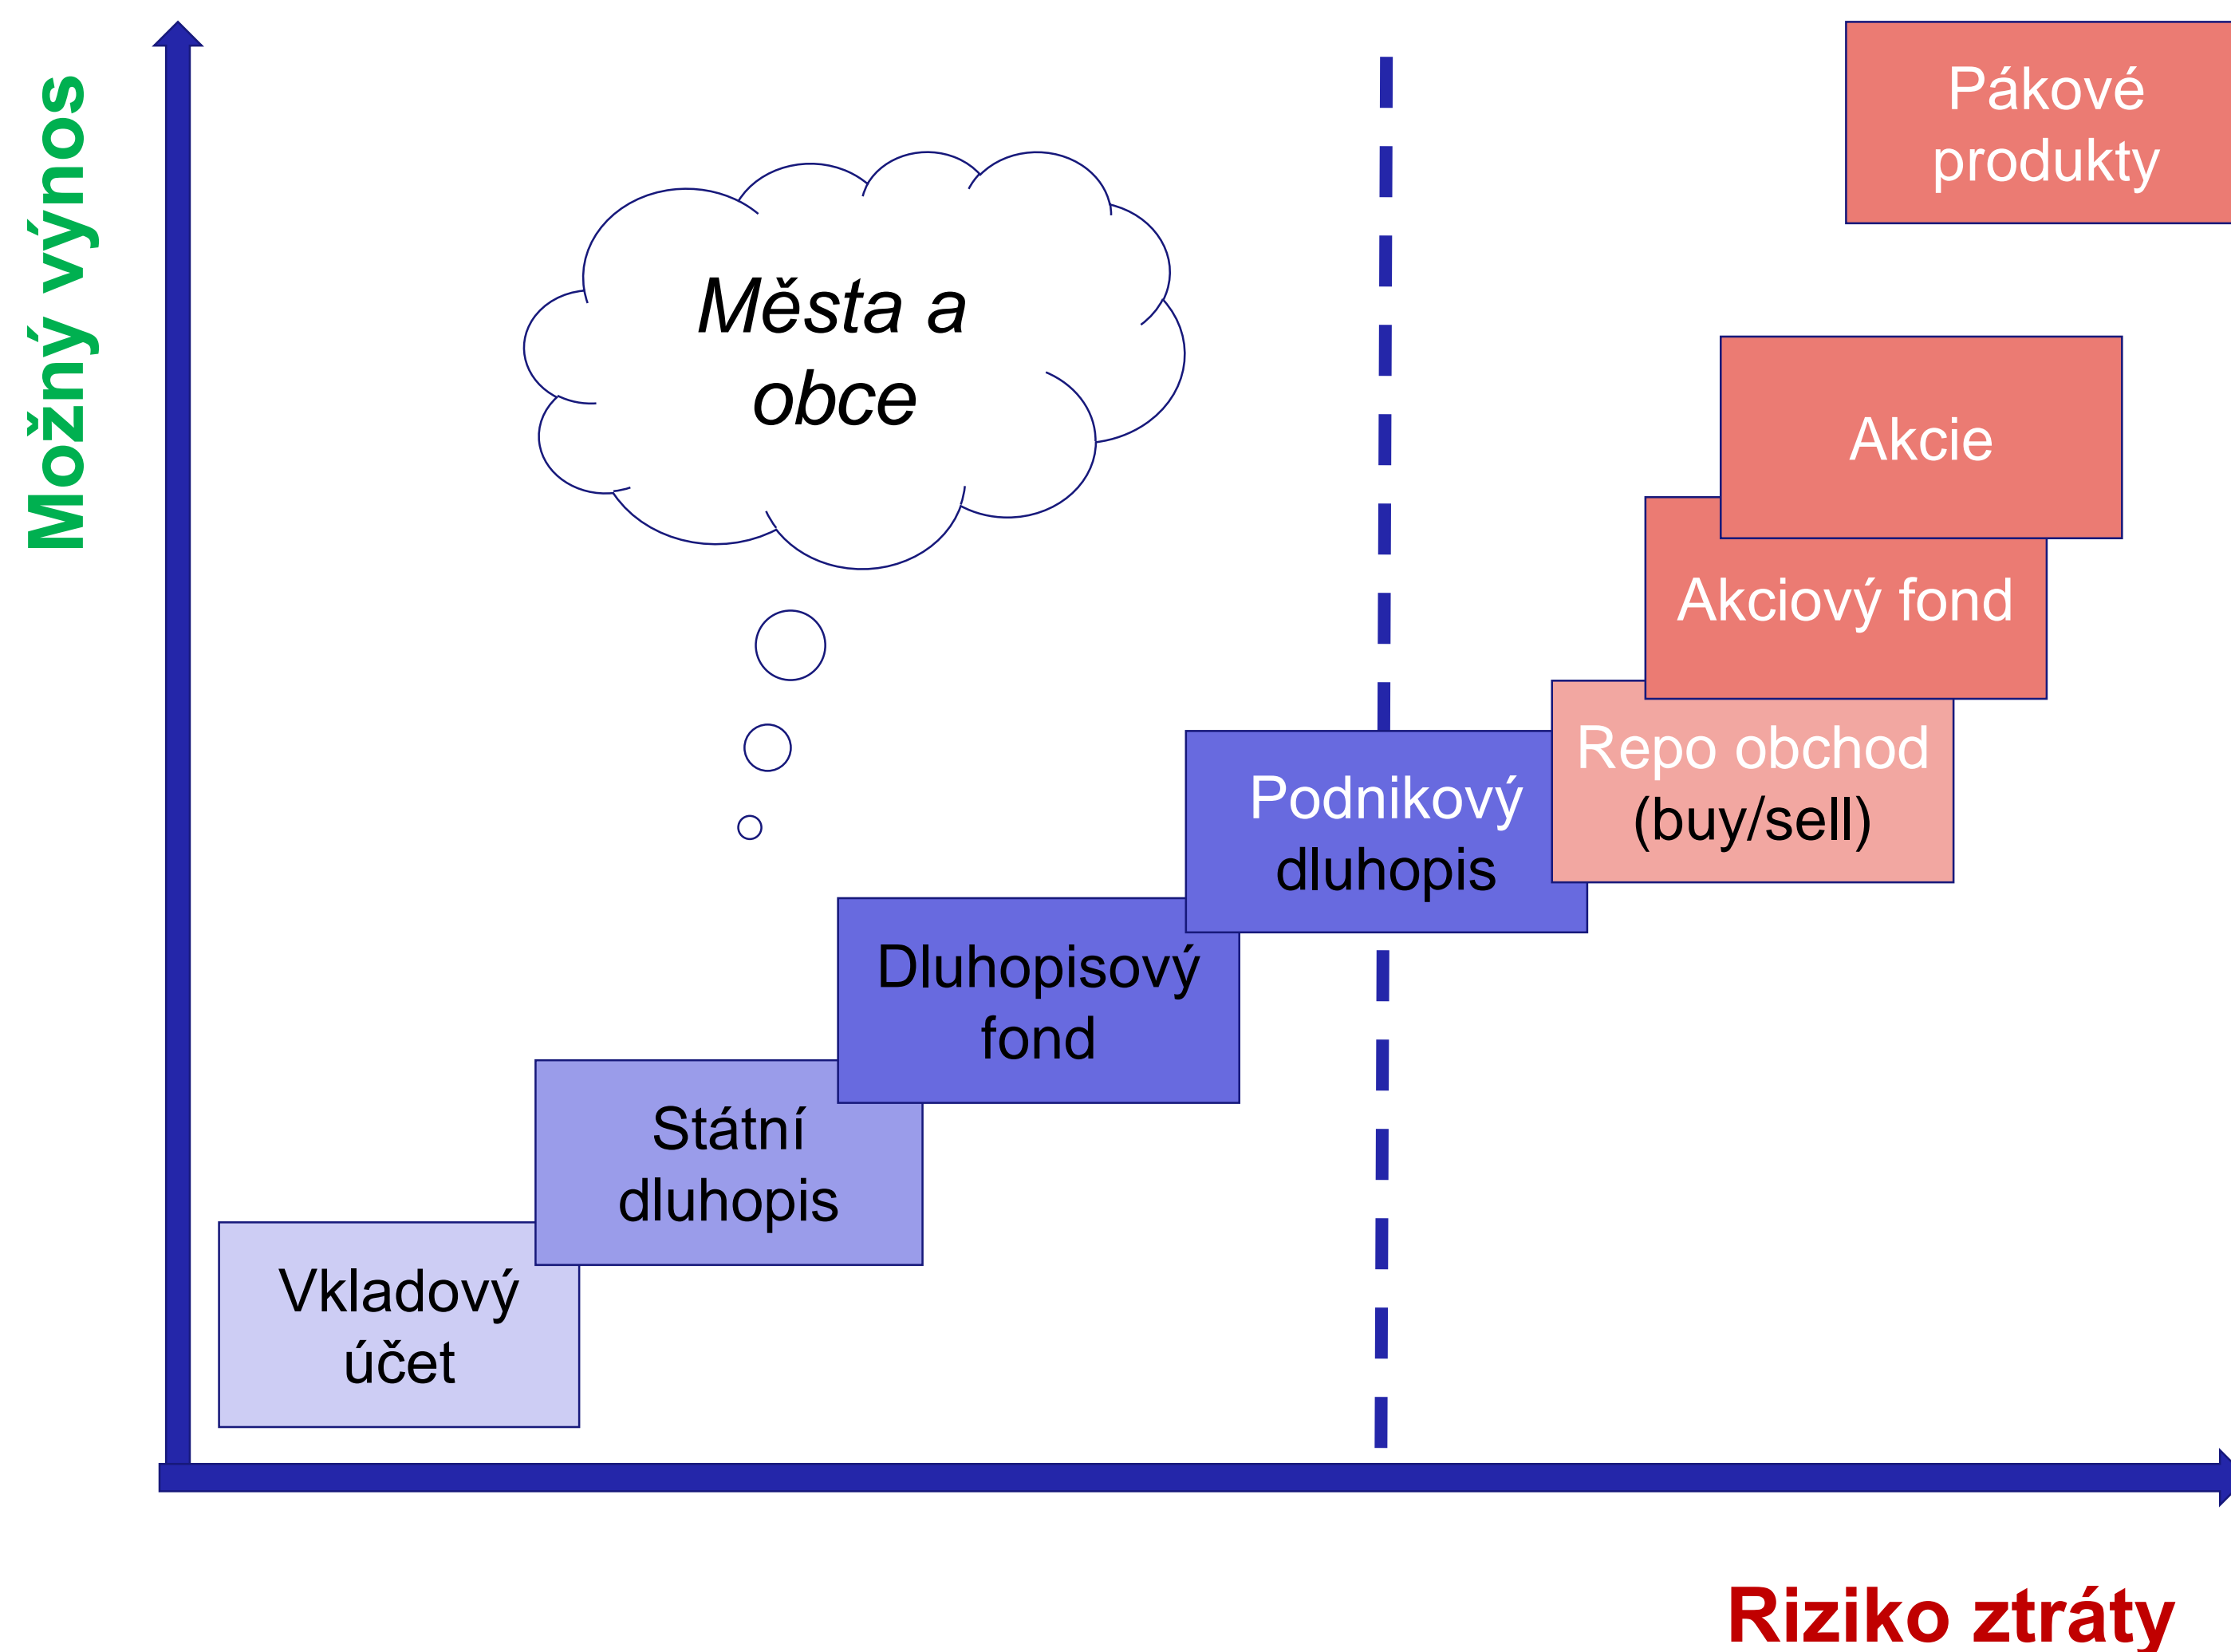 Možný výnos
Pákové
produkty
Města a
obce
Akcie
Akciový fond
Repo obchod
(buy/sell)
Podnikový
dluhopis
Dluhopisový
fond
Státní
dluhopis
Vkladový
účet
Riziko ztráty